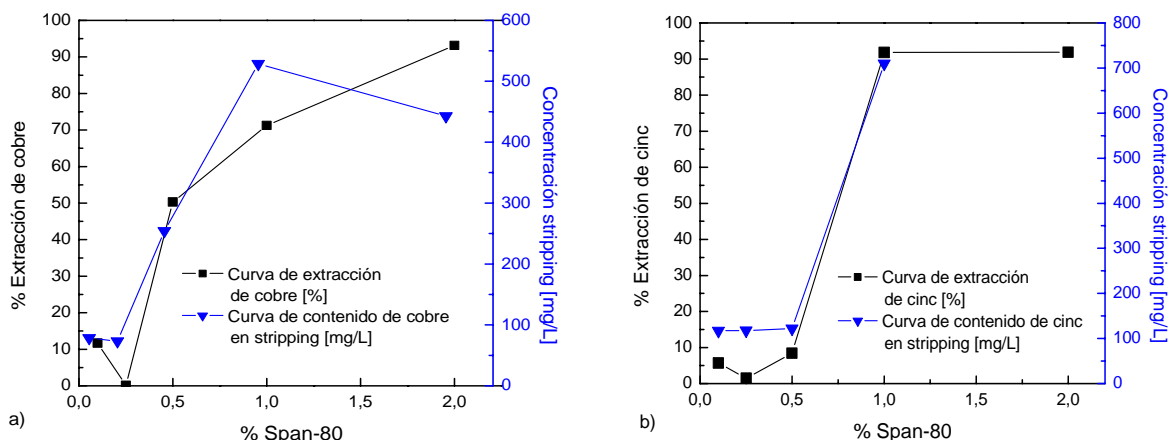 100
90
80
70
60
50
40
30
20
10
0
% Extracción de cobre
600
500
400
300
200
100
0
Concentración stripping [mg/L]
Curva de extracción
de cobre [%]
Curva de contenido de cobre
en stripping [mg/L]
0,0 0,5 1,0 1,5 2,0
% Span-80
a)
100
90
80
70
60
50
40
30
20
10
0
% Extracción de cinc
800
700
600
500
400
300
200
100
0
Concentración stripping [mg/L]
Curva de extracción
de cinc [%]
Curva de contenido de cinc
en stripping [mg/L]
0,0 0,5 1,0 1,5 2,0
% Span-80
b)